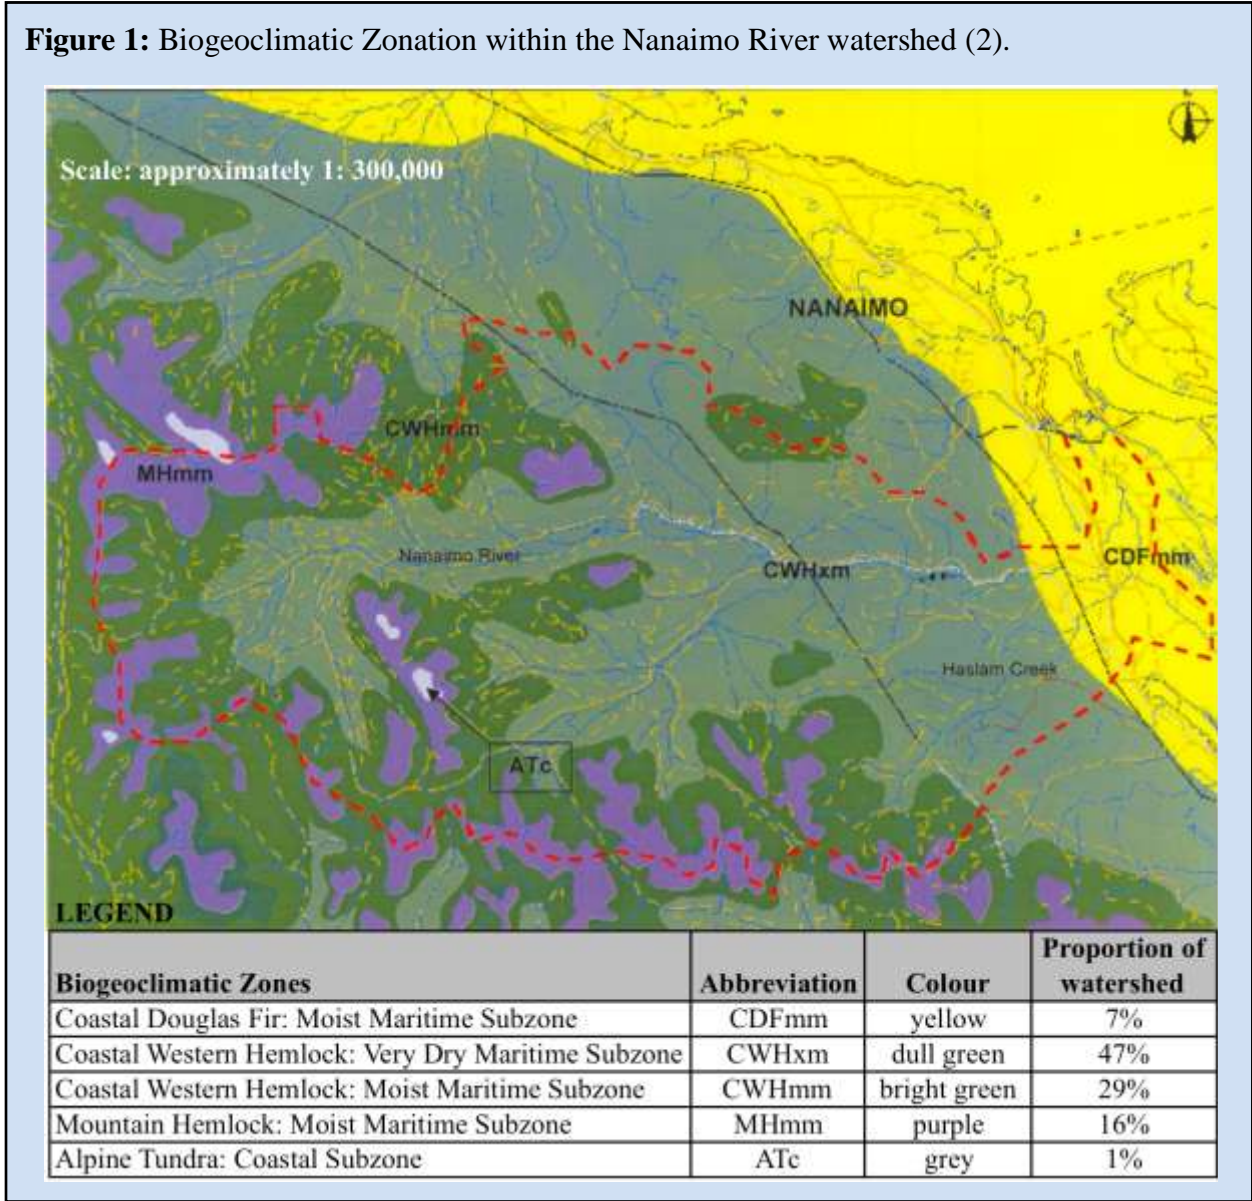 Figure 1: Biogeoclimatic Zonation within the Nanaimo River watershed (2).
Scale: approximately 1: 300,000
NANAIMO
CWHmm
MHmm
Nanaimo River
CWHxm
CDFmm
Haslam Creek
ATc
LEGEND
Biogeoclimatic Zones Abbreviation Colour Proportion of watershed
Coastal Douglas Fir: Moist Maritime Subzone CDFmm yellow 7%
Coastal Western Hemlock: Very Dry Maritime Subzone CWHxm dull green 47%
Coastal Western Hemlock: Moist Maritime Subzone CWHmm bright green 29%
Mountain Hemlock: Moist Maritime Subzone MHmm purple 16%
Alpine Tundra: Coastal Subzone ATc grey 1%